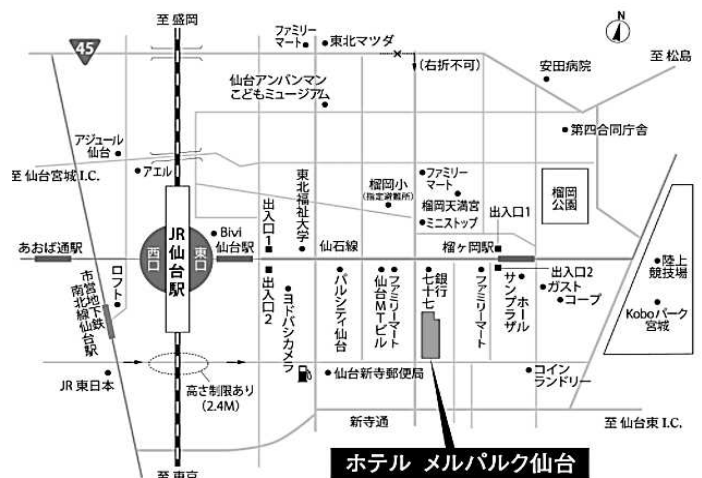 至 盛岡
N
45
ファミリー
マート
東北マツダ
(右折不可)
至 松島
安田病院
仙台アンパンマン
こどもミュージアム
第四合同庁舎
アジュール
仙台
アエル
至 仙台宮城 I.C.
東北福祉大学
榴岡小
(指定避難所)
ファミリー
マート
榴岡天満宮
ミニストップ
榴岡
公園
出入口1
出入口1
Bivi
仙台駅
仙石線
榴ヶ岡駅
あおば通駅
西口
JR仙台駅
東口
陸上
競技場
ロフト
市営地下鉄
南北線仙台駅
出入口2
ヨドバシカメラ
パルシティ仙台
仙台MTビル
ファミリーマート
七十七
銀行
ファミリーマート
サンプラザ
ホール
出入口2
ガスト
コープ
Koboパーク
宮城
JR 東日本
高さ制限あり
(2.4M)
仙台新寺郵便局
コイン
ランドリー
新寺通
至 仙台東 I.C.
ホテル メルパルク仙台
至 東京